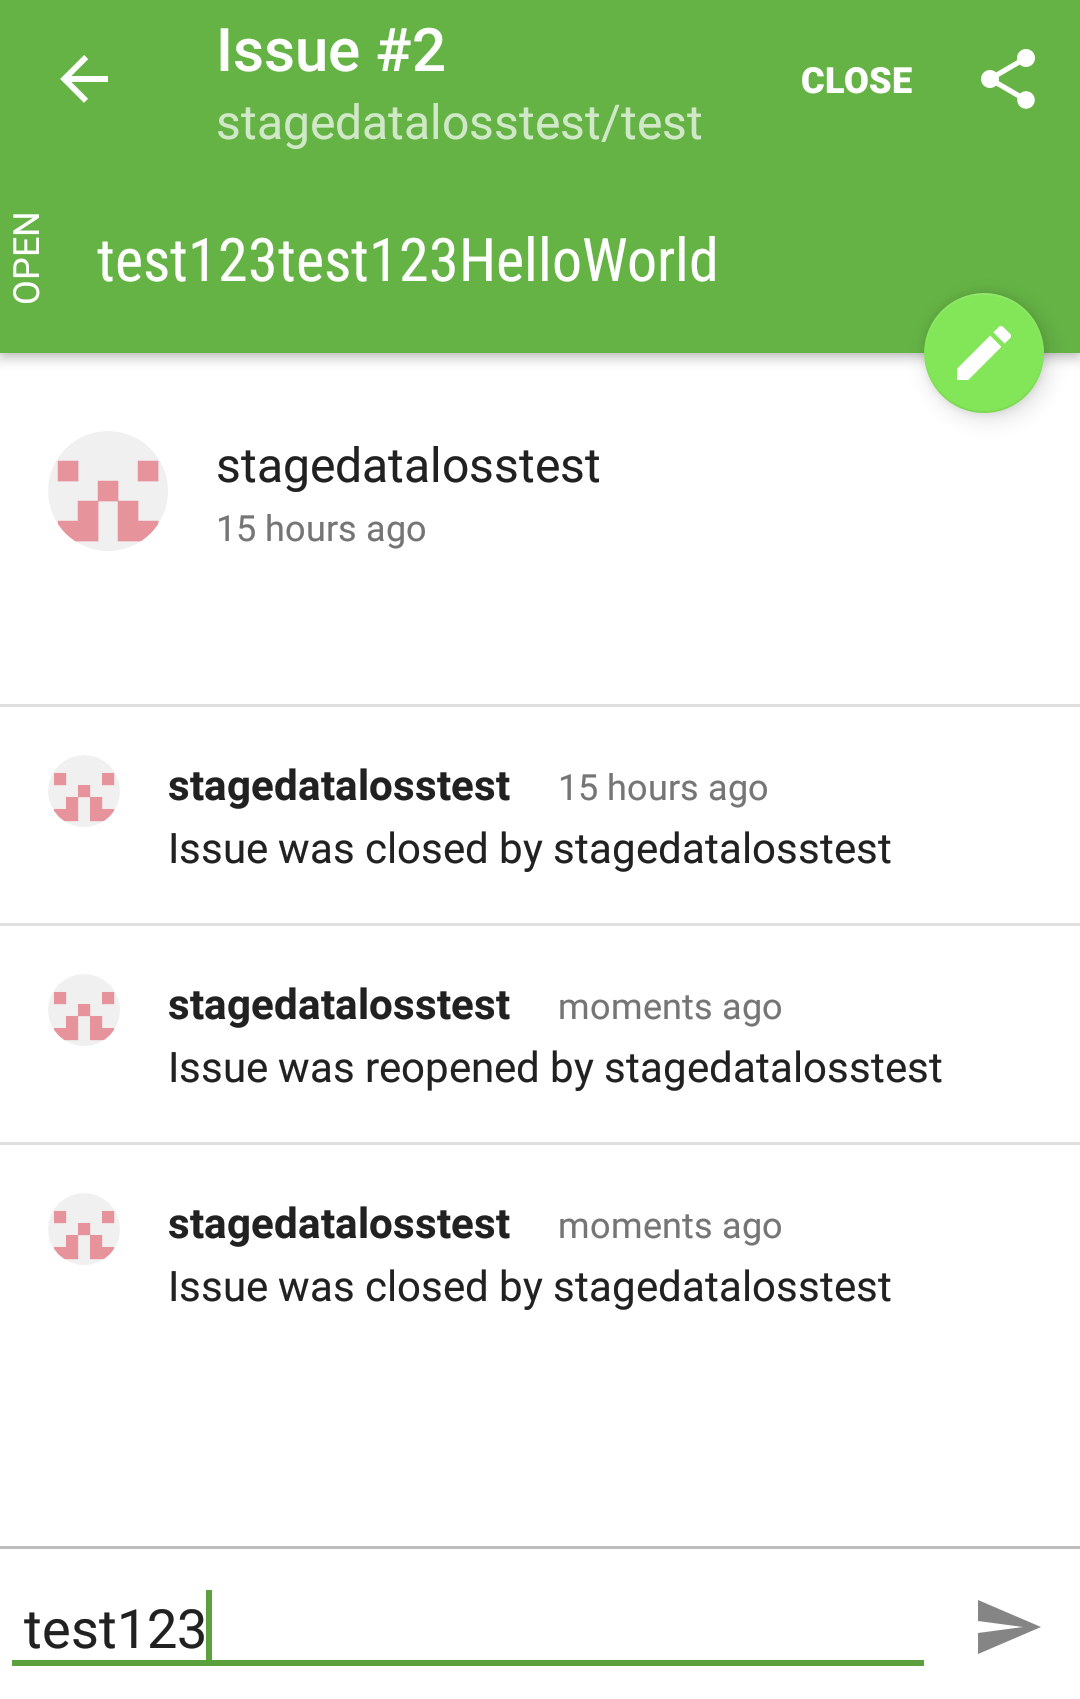 Issue #2
CLOSE
stagedatalosstest/test
OPEN
test123test123HelloWorld
stagedatalosstest
15 hours ago
stagedatalosstest 15 hours ago
Issue was closed by stagedatalosstest
stagedatalosstest moments ago
Issue was reopened by stagedatalosstest
stagedatalosstest moments ago
Issue was closed by stagedatalosstest
test123